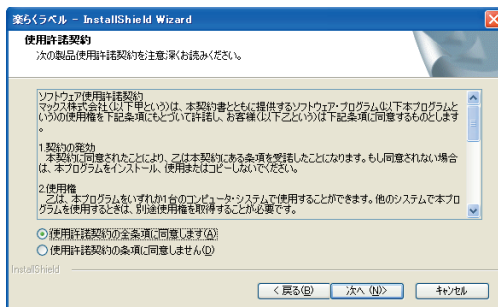 楽らくラベル - InstallShield Wizard
使用許諾契約
次の製品使用許諾契約を注意深くお読みください。
ソフトウェア使用許諾契約
マックス株式会社(以下甲という)は、本契約書とともに提供するソフトウェア・プログラム(以下本プログラムと
いう)の使用権を下記条項にもとづいて許諾し、お客様(以下乙という)は下記条項に同意するものとします
。
1.契約の発効
本契約に同意されたことにより、乙は本契約にある条項を受諾したことになります。もし同意されない場合
は、本プログラムをインストール、使用またはコピーしないでください。
2.使用権
乙は、本プログラムをいずれか1台のコンピュータ・システムで使用することができます。他のシステムで本プロ
グラムを使用するときは、別途使用権を取得することが必要です。
使用許諾契約の全条項に同意します(A)
使用許諾契約の条項に同意しません(D)
InstallShield
< 戻る(B)
次へ (N)>
キャンセル